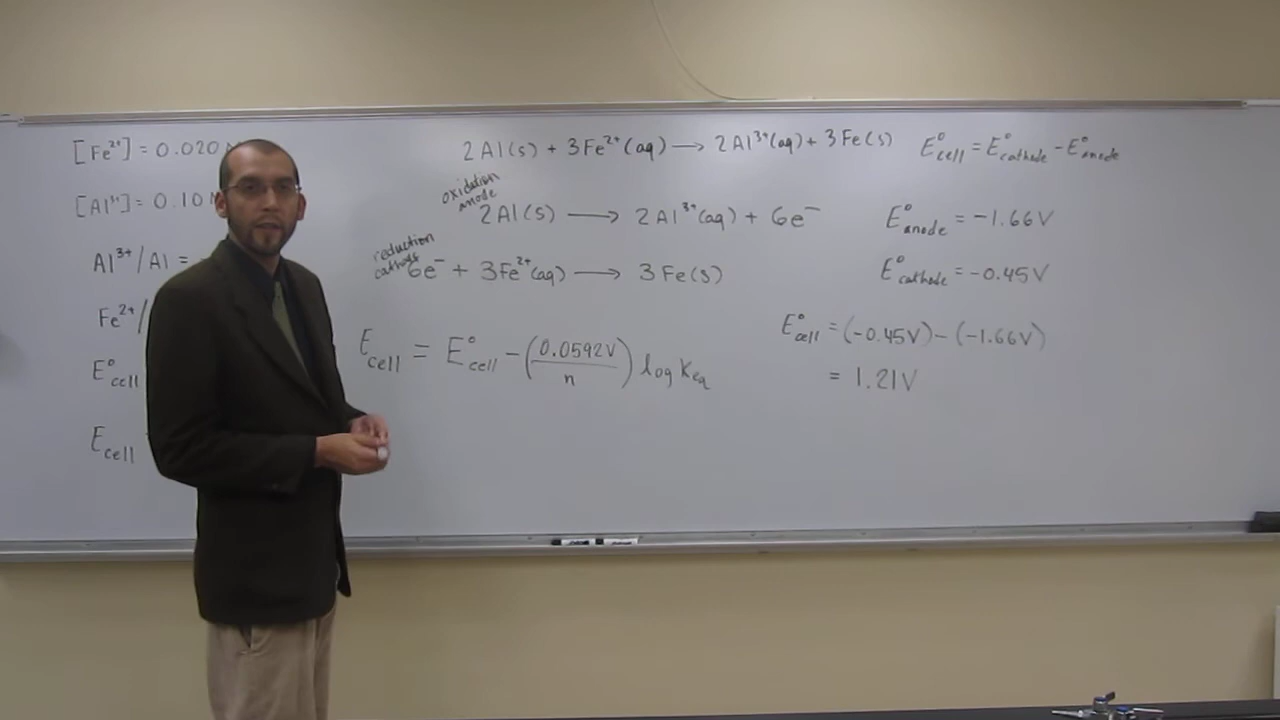 [Fe²⁺] = 0.020
[Al³⁺] = 0.10
Al³⁺/Al =
Fe²⁺/
E°cell
Ecell
2Al(s) + 3Fe²⁺(aq) → 2Al³⁺(aq) + 3Fe(s)
oxidation
anode
2Al(s) → 2Al³⁺(aq) + 6e⁻
reduction
cathode
6e⁻ + 3Fe²⁺(aq) → 3Fe(s)
Ecell = E°cell - (0.0592V/n) log Keq
E°cell = E°cathode - E°anode
E°anode = -1.66V
E°cathode = -0.45V
E°cell = (-0.45V) - (-1.66V)
= 1.21V